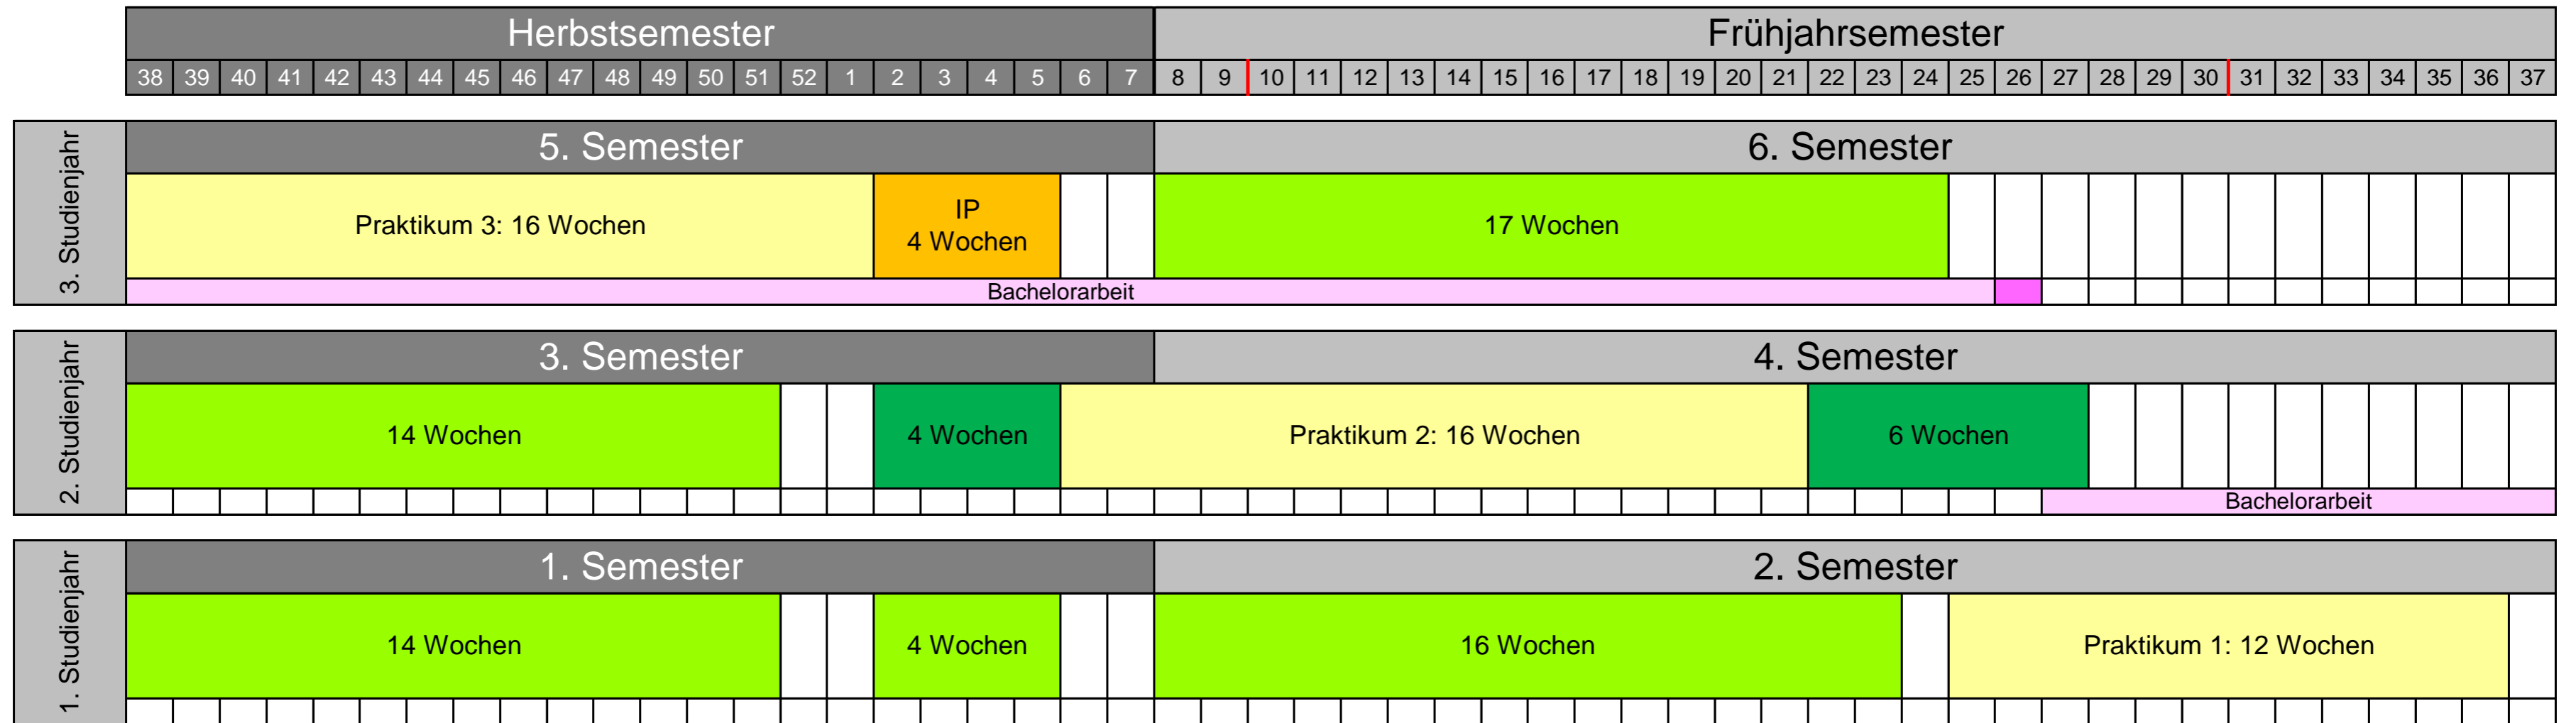 Herbstsemester Frühjahrsemester
38 39 40 41 42 43 44 45 46 47 48 49 50 51 52 1 2 3 4 5 6 7 8 9 10 11 12 13 14 15 16 17 18 19 20 21 22 23 24 25 26 27 28 29 30 31 32 33 34 35 36 37
3. Studienjahr
5. Semester 6. Semester
Praktikum 3: 16 Wochen
IP
4 Wochen
17 Wochen
Bachelorarbeit
2. Studienjahr
3. Semester 4. Semester
14 Wochen 4 Wochen Praktikum 2: 16 Wochen 6 Wochen
Bachelorarbeit
1. Studienjahr
1. Semester 2. Semester
14 Wochen 4 Wochen 16 Wochen Praktikum 1: 12 Wochen